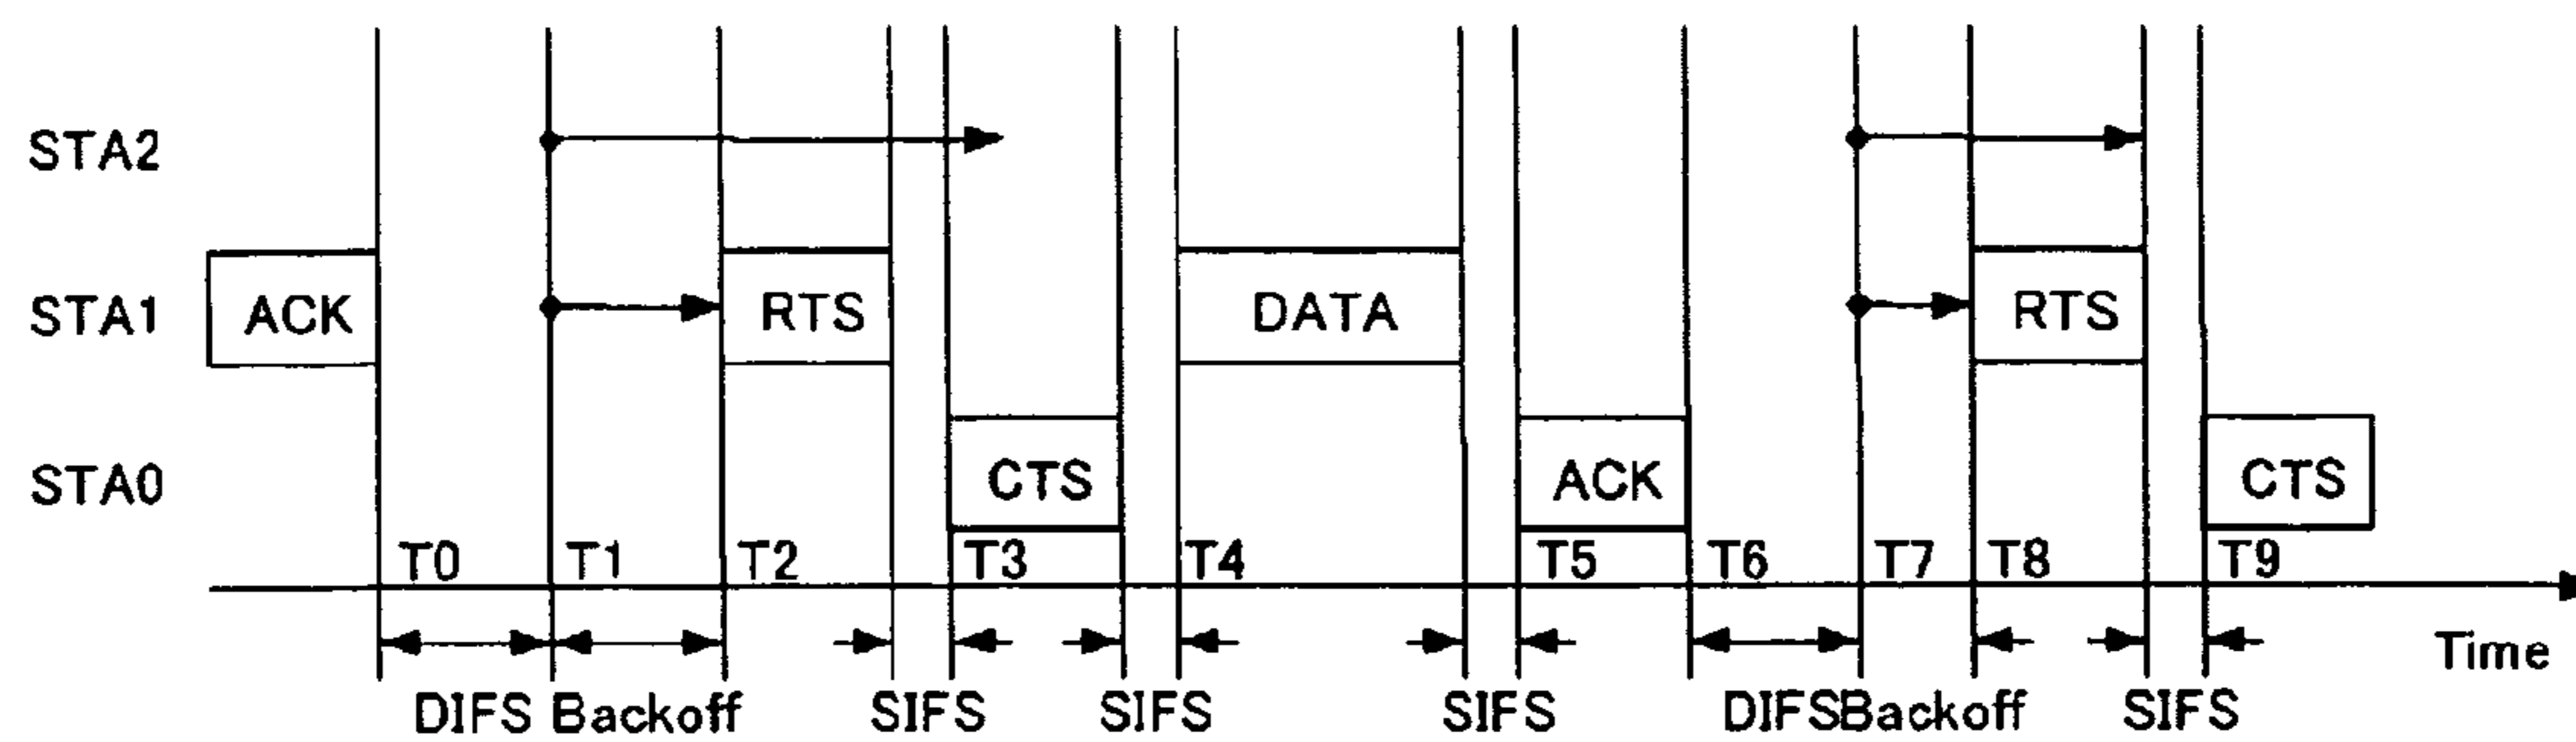 STA2
STA1 ACK RTS DATA RTS
STA0 CTS ACK CTS
T0 T1 T2 T3 T4 T5 T6 T7 T8 T9
Time
DIFS Backoff SIFS SIFS SIFS DIFSBackoff SIFS